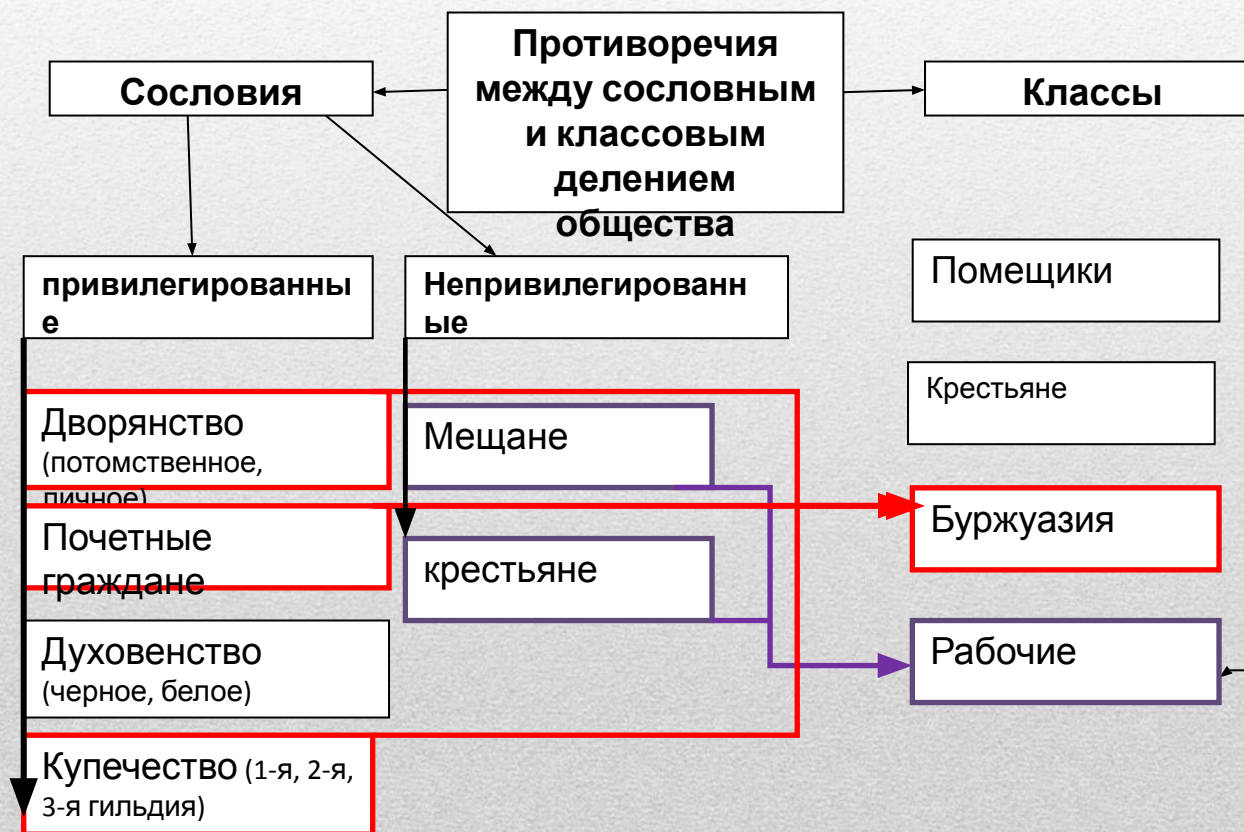 Противоречия
между сословным
и классовым
делением
общества
Сословия
Классы
привилегированны
е
Непривилегированн
ые
Дворянство
(потомственное,
личное)
Почетные
граждане
Духовенство
(черное, белое)
Купечество (1-я, 2-я,
3-я гильдия)
Мещане
крестьяне
Помещики
Крестьяне
Буржуазия
Рабочие